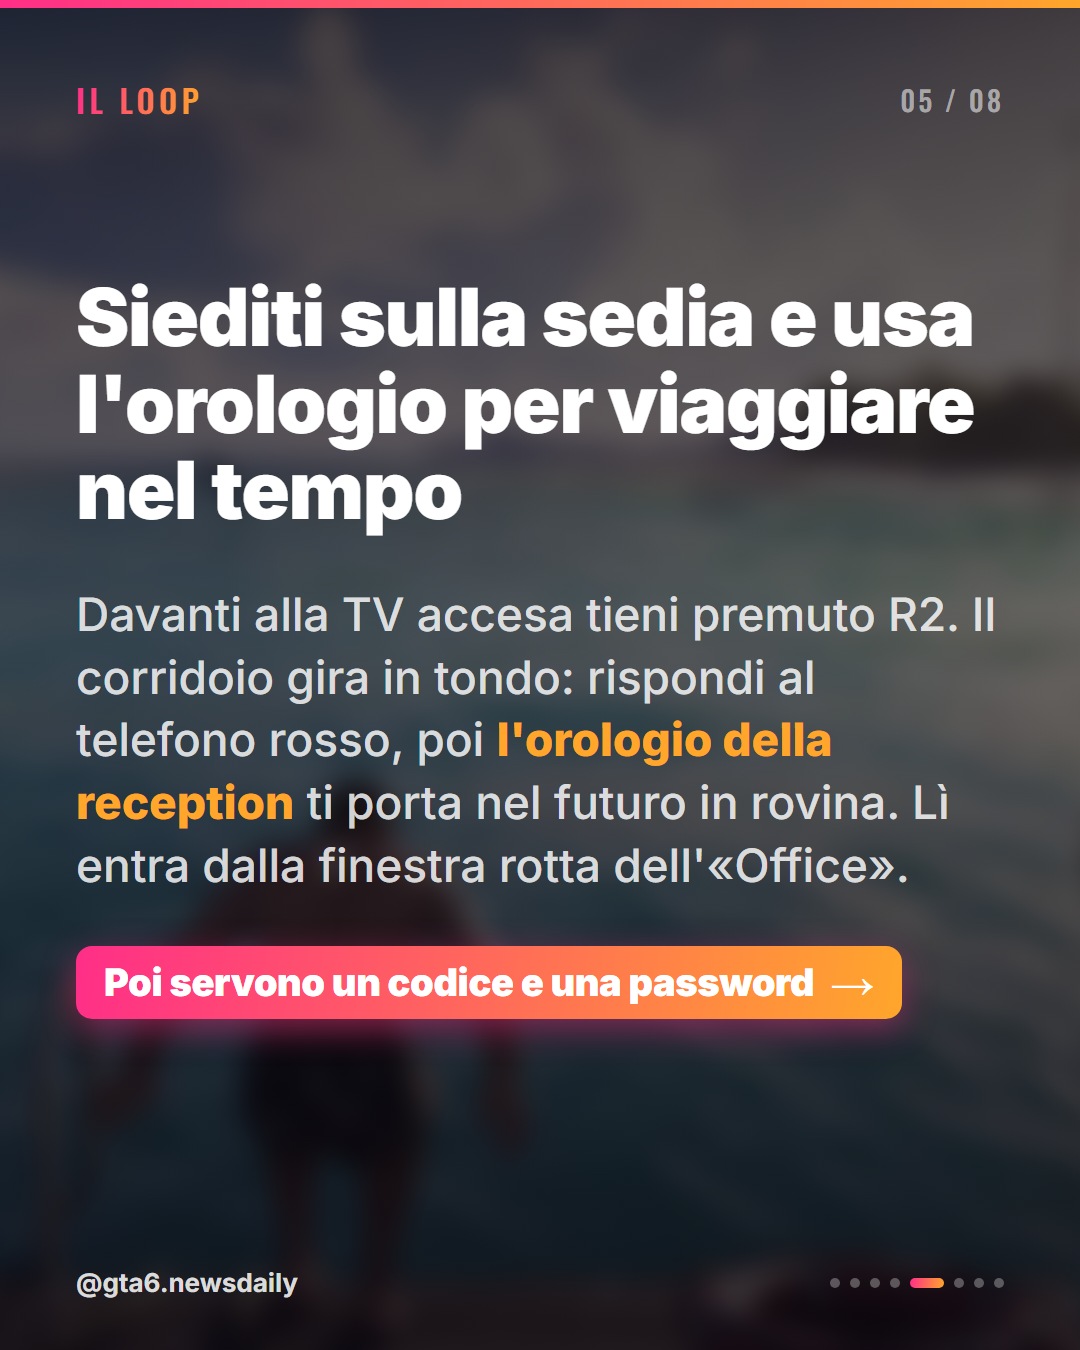 IL LOOP
05 / 08
Siediti sulla sedia e usa
l'orologio per viaggiare
nel tempo
Davanti alla TV accesa tieni premuto R2. Il
corridoio gira in tondo: rispondi al
telefono rosso, poi l'orologio della
reception ti porta nel futuro in rovina. Lì
entra dalla finestra rotta dell'«Office».
Poi servono un codice e una password →
@gta6.newsdaily